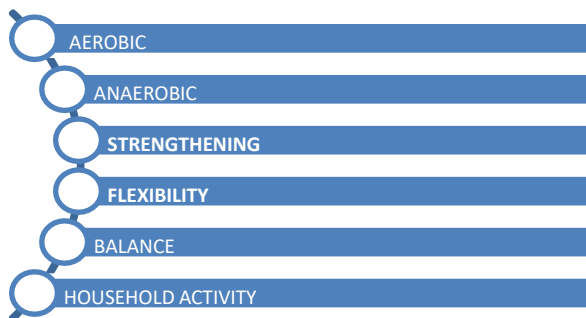 AEROBIC
ANAEROBIC
STRENGTHENING
FLEXIBILITY
BALANCE
HOUSEHOLD ACTIVITY